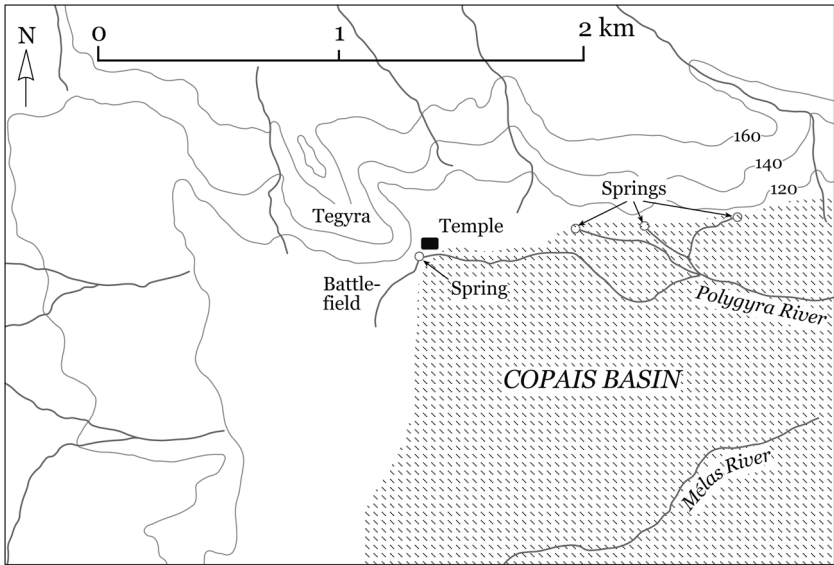 N
0
1
2 km
160
140
120
Springs
Tegyra
Temple
Battle-
field
Spring
Polygyra River
COPAIS BASIN
Mélas River